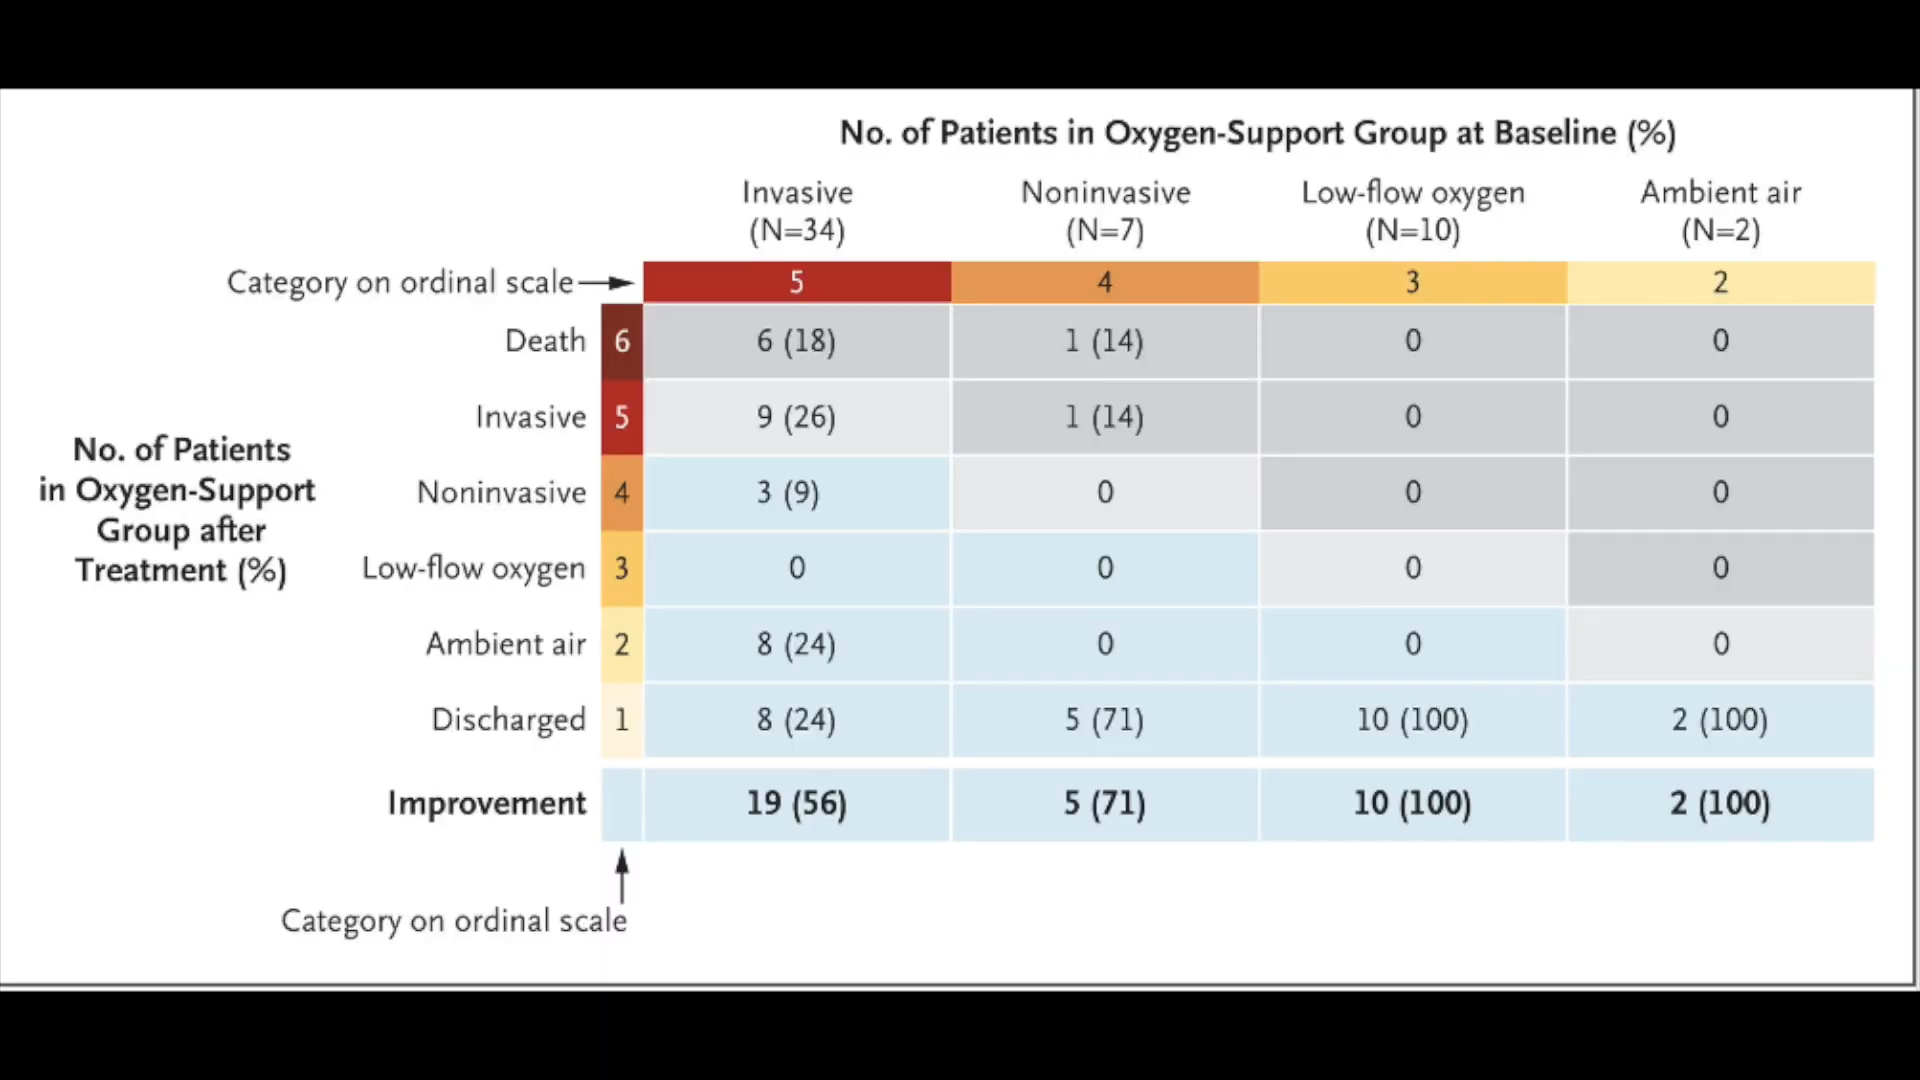 No. of Patients in Oxygen-Support Group at Baseline (%)
Invasive Noninvasive Low-flow oxygen Ambient air
(N=34) (N=7) (N=10) (N=2)
Category on ordinal scale 5 4 3 2
Death 6 6 (18) 1 (14) 0 0
Invasive 5 9 (26) 1 (14) 0 0
No. of Patients
in Oxygen-Support
Group after
Treatment (%)
Noninvasive 4 3 (9) 0 0 0
Low-flow oxygen 3 0 0 0 0
Ambient air 2 8 (24) 0 0 0
Discharged 1 8 (24) 5 (71) 10 (100) 2 (100)
Improvement 19 (56) 5 (71) 10 (100) 2 (100)
Category on ordinal scale